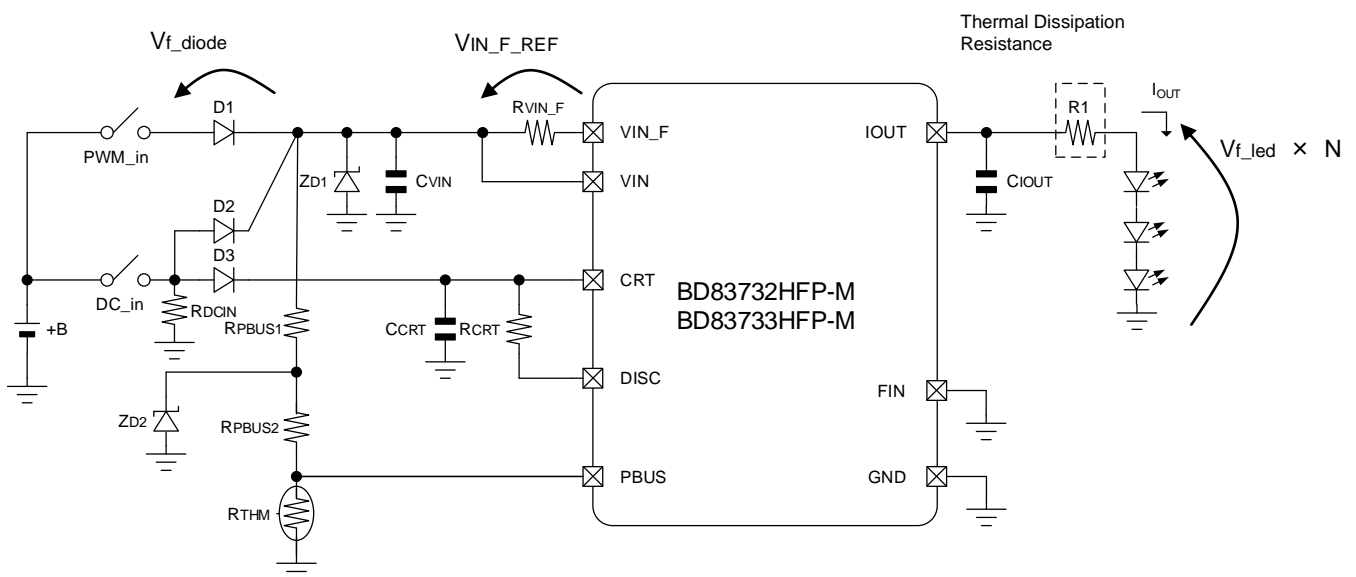 Thermal Dissipation
Resistance
Vf_diode
VIN_F_REF
D1
RVIN_F
R1
IOUT
PWM_in
VIN_F
IOUT
Vf_led × N
ZD1
CVIN
VIN
CIOUT
D2
D3
CRT
DC_in
RDCIN
+B
RPBUS1
CCRT
RCRT
BD83732HFP-M
BD83733HFP-M
DISC
FIN
ZD2
RPBUS2
PBUS
GND
RTHM